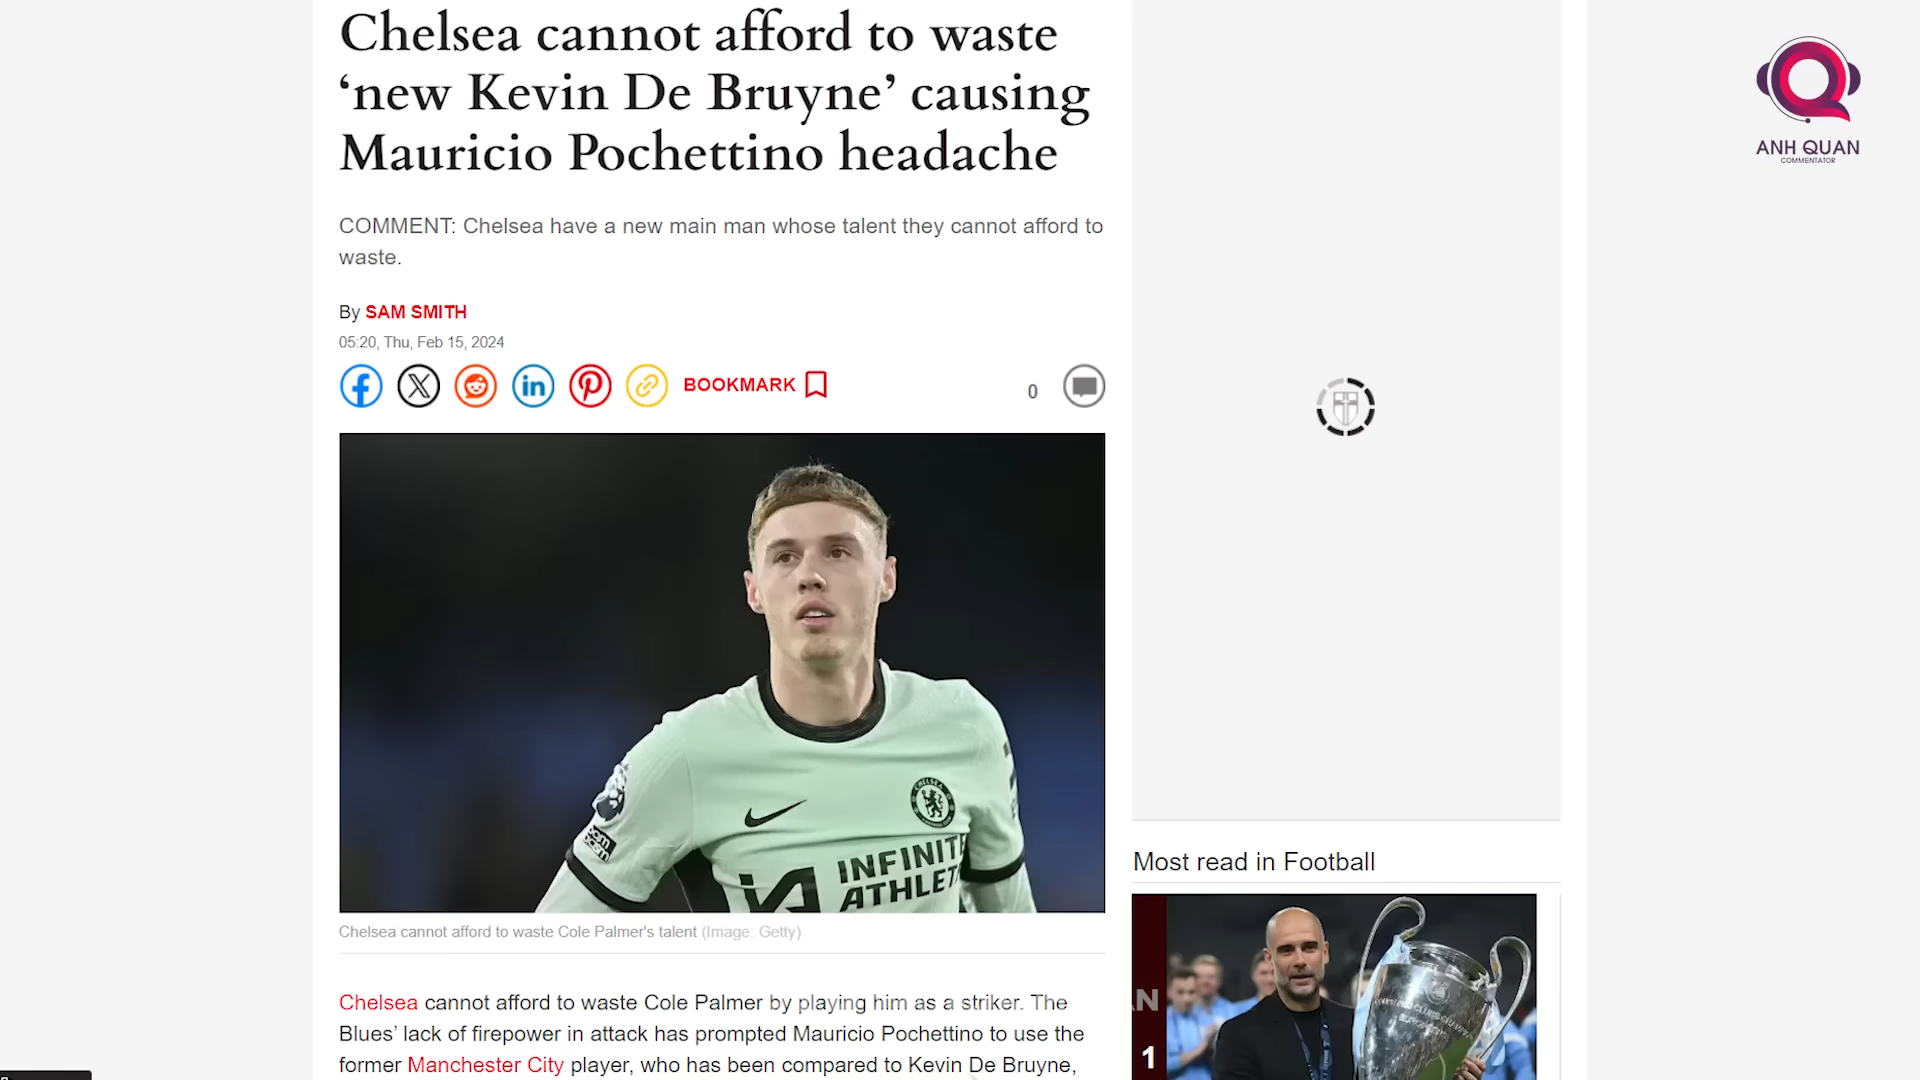 Chelsea cannot afford to waste
‘new Kevin De Bruyne’ causing
Mauricio Pochettino headache
COMMENT: Chelsea have a new main man whose talent they cannot afford to
waste.
By SAM SMITH
05:20, Thu, Feb 15, 2024
BOOKMARK
0
INFINITE
ATHLET
Chelsea cannot afford to waste Cole Palmer's talent (Image: Getty)
Chelsea cannot afford to waste Cole Palmer by playing him as a striker. The
Blues’ lack of firepower in attack has prompted Mauricio Pochettino to use the
former Manchester City player, who has been compared to Kevin De Bruyne,
ANH QUAN
COMMENTATOR
Most read in Football
N
1